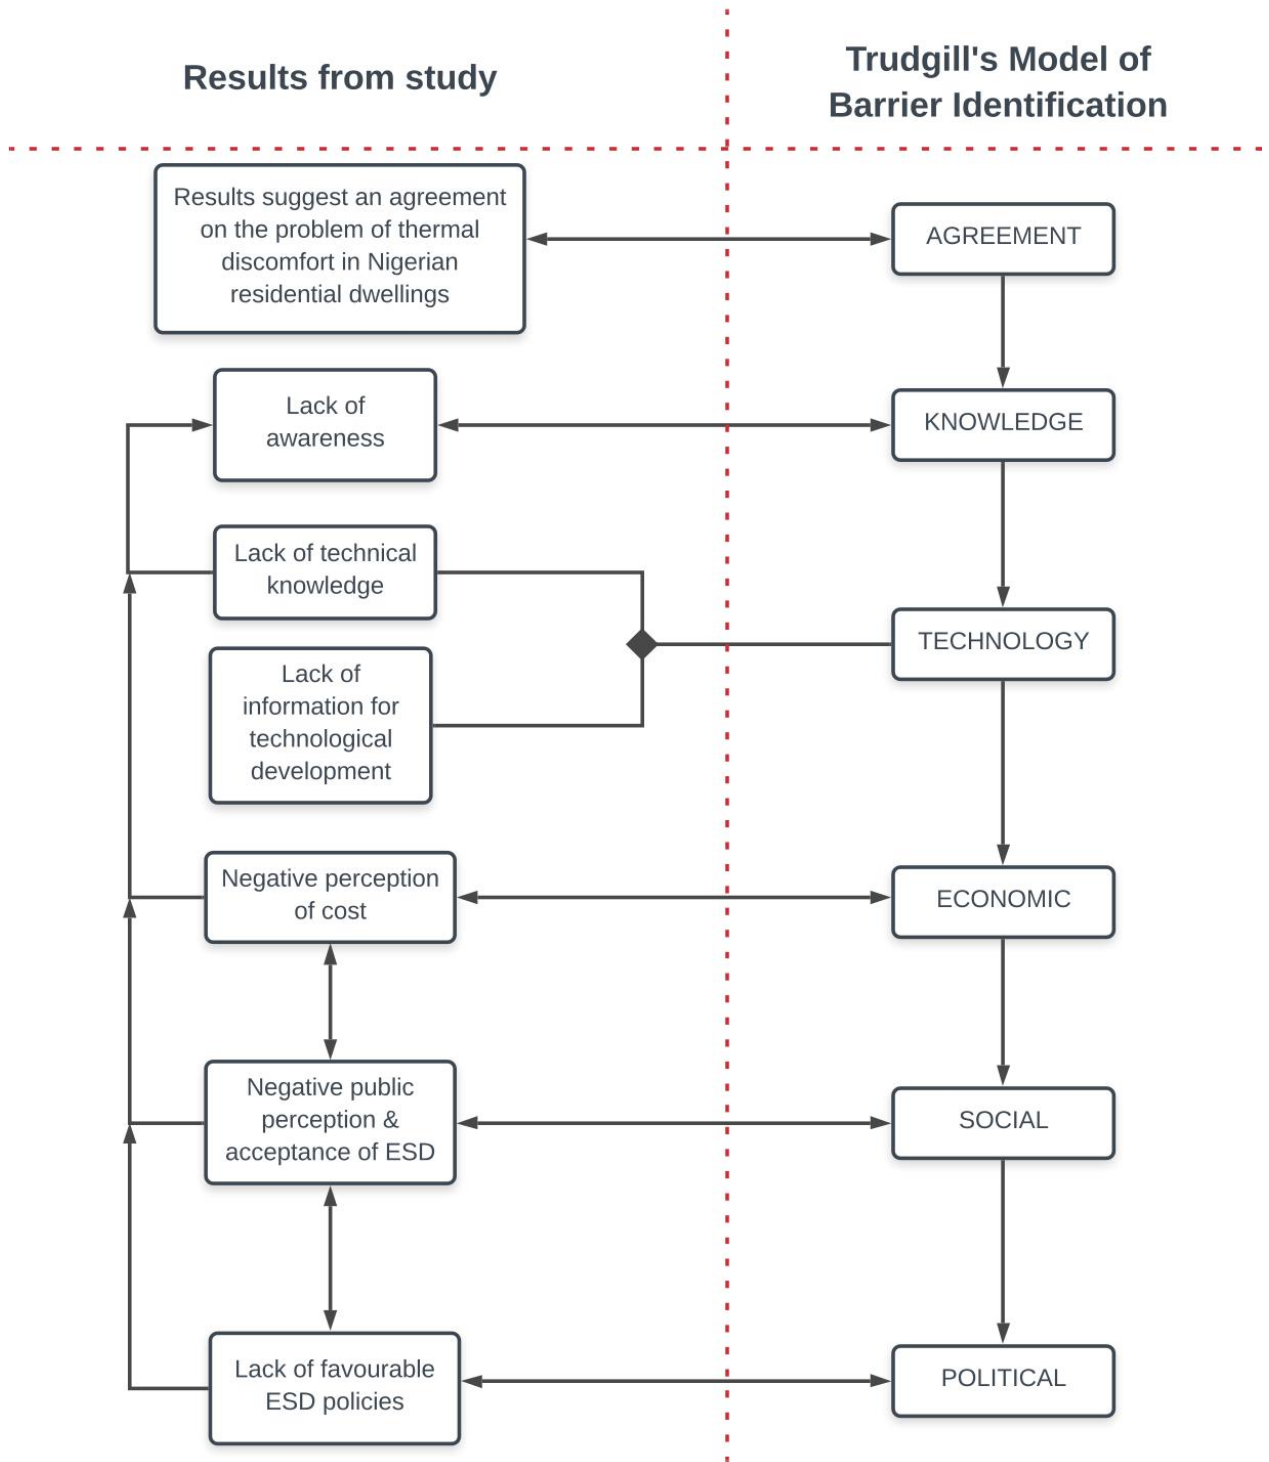 Results from study
Trudgill's Model of
Barrier Identification
Results suggest an agreement
on the problem of thermal
discomfort in Nigerian
residential dwellings
AGREEMENT
Lack of
awareness
KNOWLEDGE
Lack of technical
knowledge
Lack of
information for
technological
development
TECHNOLOGY
Negative perception
of cost
ECONOMIC
Negative public
perception &
acceptance of ESD
SOCIAL
Lack of favourable
ESD policies
POLITICAL